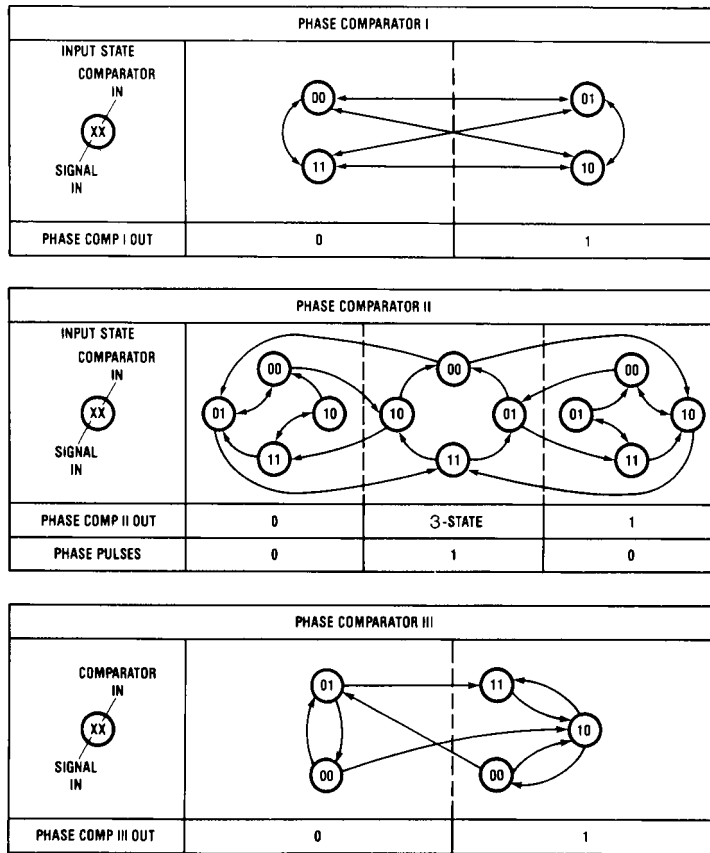 PHASE COMPARATOR I
INPUT STATE
COMPARATOR
IN
XX
SIGNAL
IN
00 01
11 10
PHASE COMP I OUT 0 1
PHASE COMPARATOR II
INPUT STATE
COMPARATOR
IN
XX
SIGNAL
IN
00 00 00
01 10 10 01 01 10
11 11 11
PHASE COMP II OUT 0 3-STATE 1
PHASE PULSES 0 1 0
PHASE COMPARATOR III
COMPARATOR
IN
XX
SIGNAL
IN
01 11
10
00 00
PHASE COMP III OUT 0 1